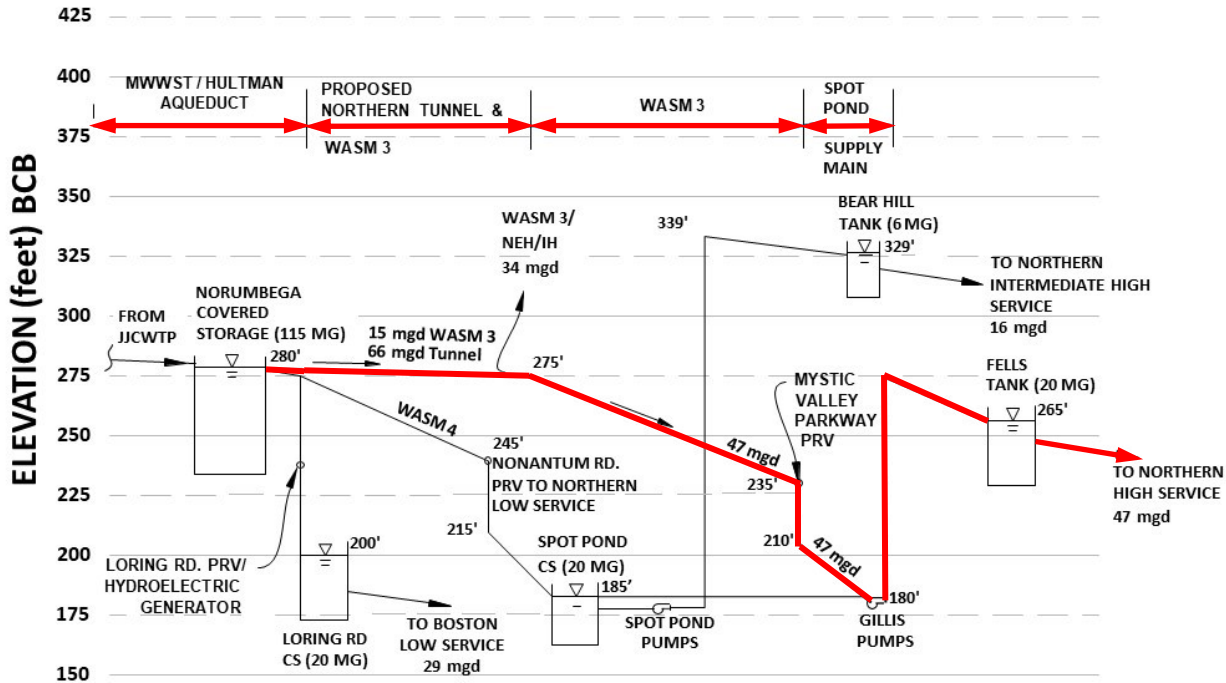 425
400
375
350
325
300
275
250
225
200
175
150
ELEVATION (feet) BCB
MWWST / HULTMAN
AQUEDUCT
PROPOSED
NORTHERN TUNNEL &
WASM 3
WASM 3
SPOT
POND
SUPPLY
MAIN
WASM 3/
NEH/IH
34 mgd
339'
BEAR HILL
TANK (6 MG)
329'
TO NORTHERN
INTERMEDIATE HIGH
SERVICE
16 mgd
FROM
JJCWTP
NORUMBEGA
COVERED
STORAGE (115 MG)
280'
15 mgd WASM 3
66 mgd Tunnel
275'
MYSTIC
VALLEY
PARKWAY
PRV
FELLS
TANK (20 MG)
265'
TO NORTHERN
HIGH SERVICE
47 mgd
WASM 4
245'
NONANTUM RD.
PRV TO NORTHERN
LOW SERVICE
47 mgd
235'
215'
210'
47 mgd
LORING RD. PRV/
HYDROELECTRIC
GENERATOR
200'
LORING RD
CS (20 MG)
TO BOSTON
LOW SERVICE
29 mgd
SPOT POND
CS (20 MG)
185'
SPOT POND
PUMPS
180'
GILLIS
PUMPS